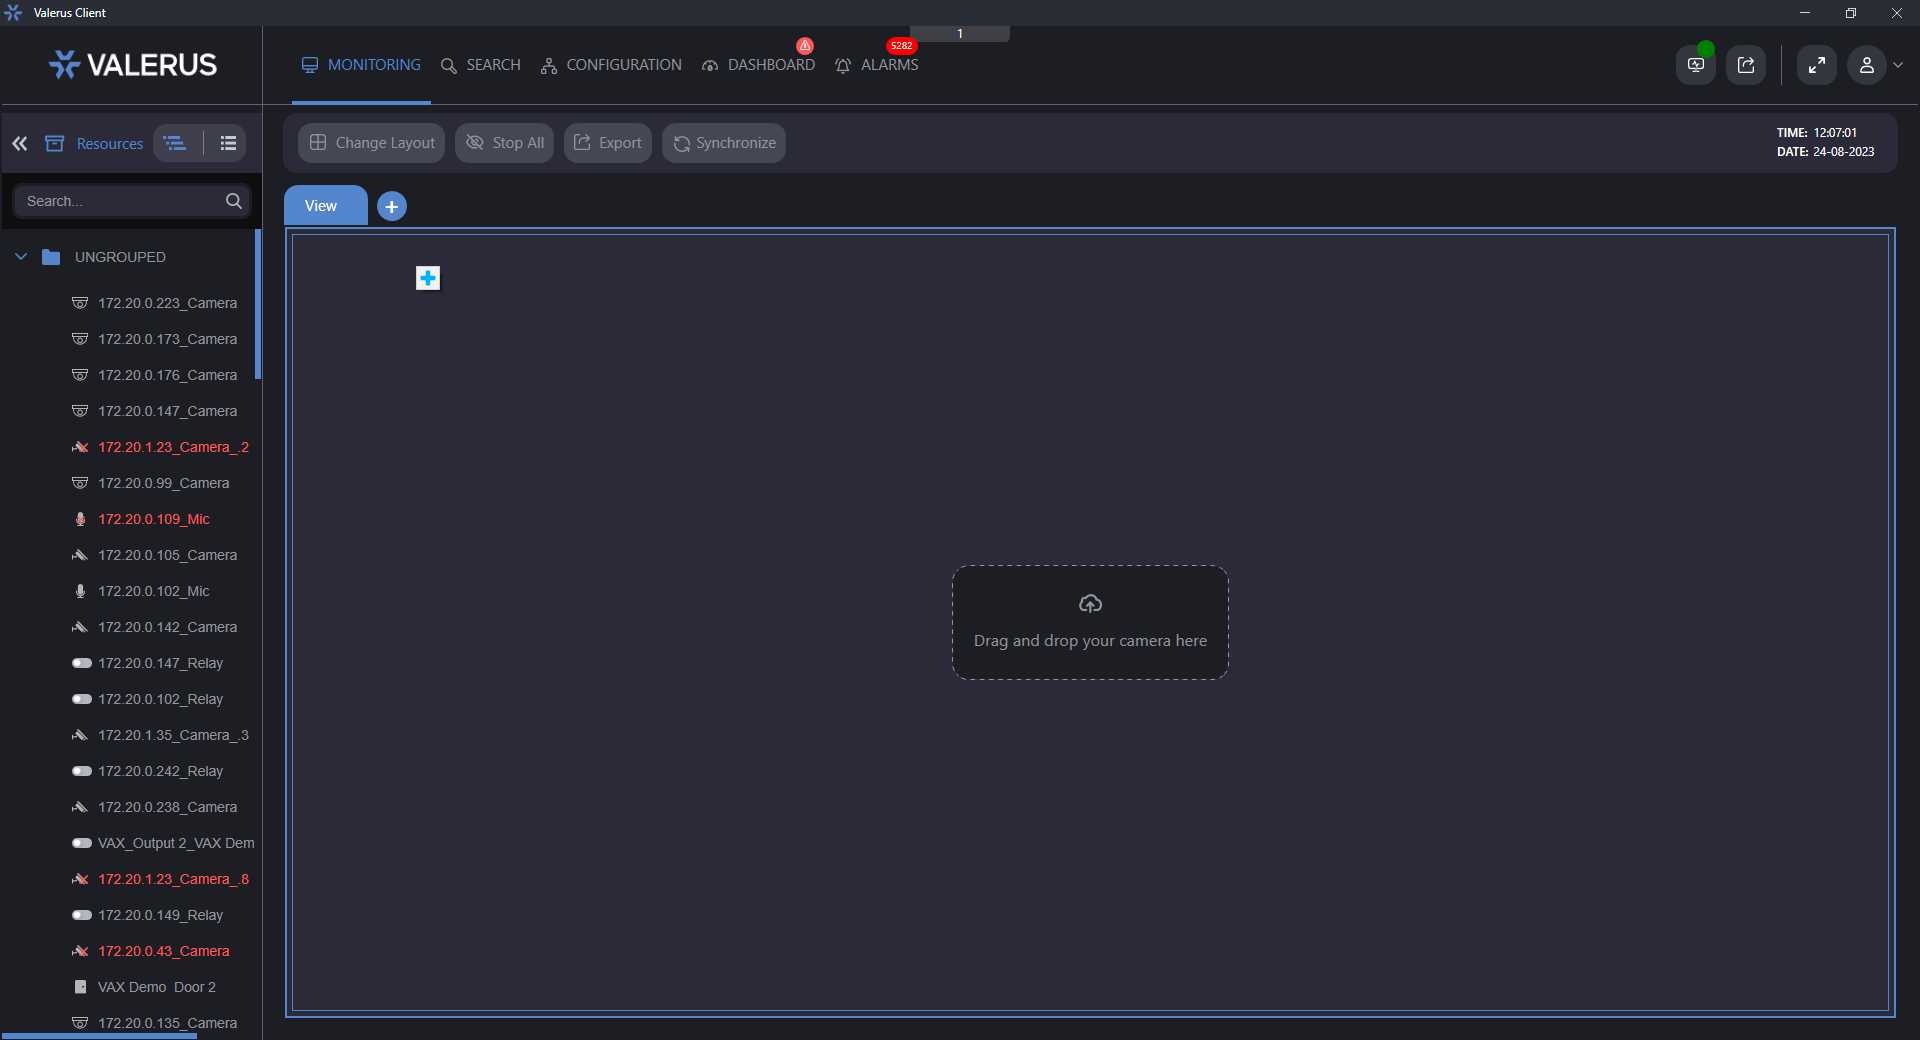 Valerus Client
1
VALERUS
MONITORING
SEARCH
CONFIGURATION
DASHBOARD
5282
ALARMS
Resources
Change Layout
Stop All
Export
Synchronize
TIME: 12:07:01
DATE: 24-08-2023
Search...
View
UNGROUPED
172.20.0.223_Camera
172.20.0.173_Camera
172.20.0.176_Camera
172.20.0.147_Camera
172.20.1.23_Camera_.2
172.20.0.99_Camera
172.20.0.109_Mic
172.20.0.105_Camera
172.20.0.102_Mic
172.20.0.142_Camera
172.20.0.147_Relay
172.20.0.102_Relay
172.20.1.35_Camera_.3
172.20.0.242_Relay
172.20.0.238_Camera
VAX_Output 2_VAX Dem
172.20.1.23_Camera_.8
172.20.0.149_Relay
172.20.0.43_Camera
VAX Demo Door 2
172.20.0.135_Camera
Drag and drop your camera here